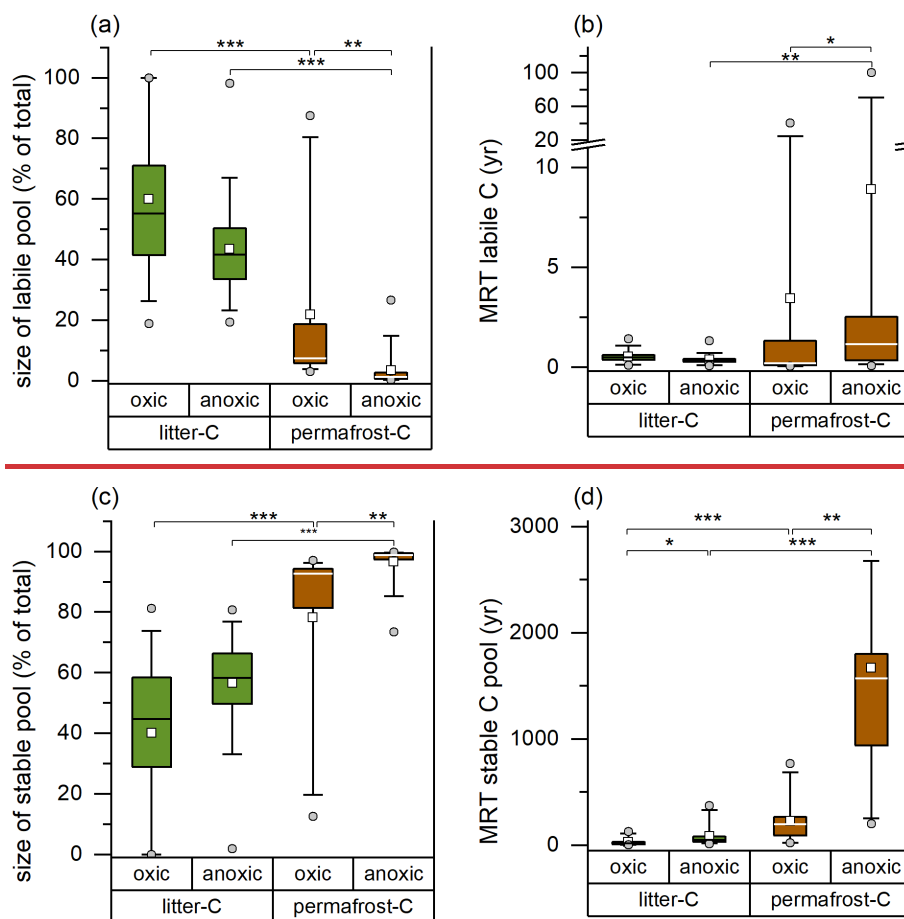 (a)
*** **
***
size of labile pool (% of total)
100
80
60
40
20
0
oxic anoxic oxic anoxic
litter-C permafrost-C
(b)
*
**
MRT labile C (yr)
100
60
20
10
5
0
oxic anoxic oxic anoxic
litter-C permafrost-C
(c)
*** **
***
size of stable pool (% of total)
100
80
60
40
20
0
oxic anoxic oxic anoxic
litter-C permafrost-C
(d)
*** **
* ***
MRT stable C pool (yr)
3000
2000
1000
0
oxic anoxic oxic anoxic
litter-C permafrost-C